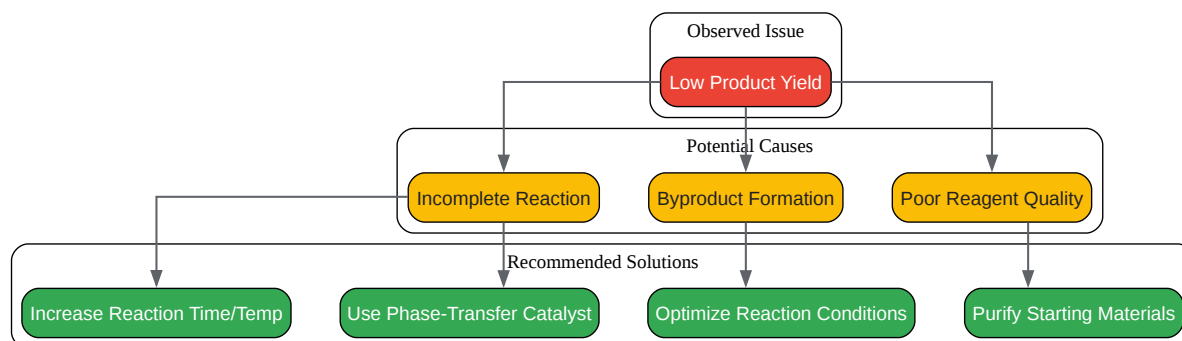 Observed Issue
Low Product Yield
Potential Causes
Incomplete Reaction
Byproduct Formation
Poor Reagent Quality
Recommended Solutions
Increase Reaction Time/Temp
Use Phase-Transfer Catalyst
Optimize Reaction Conditions
Purify Starting Materials